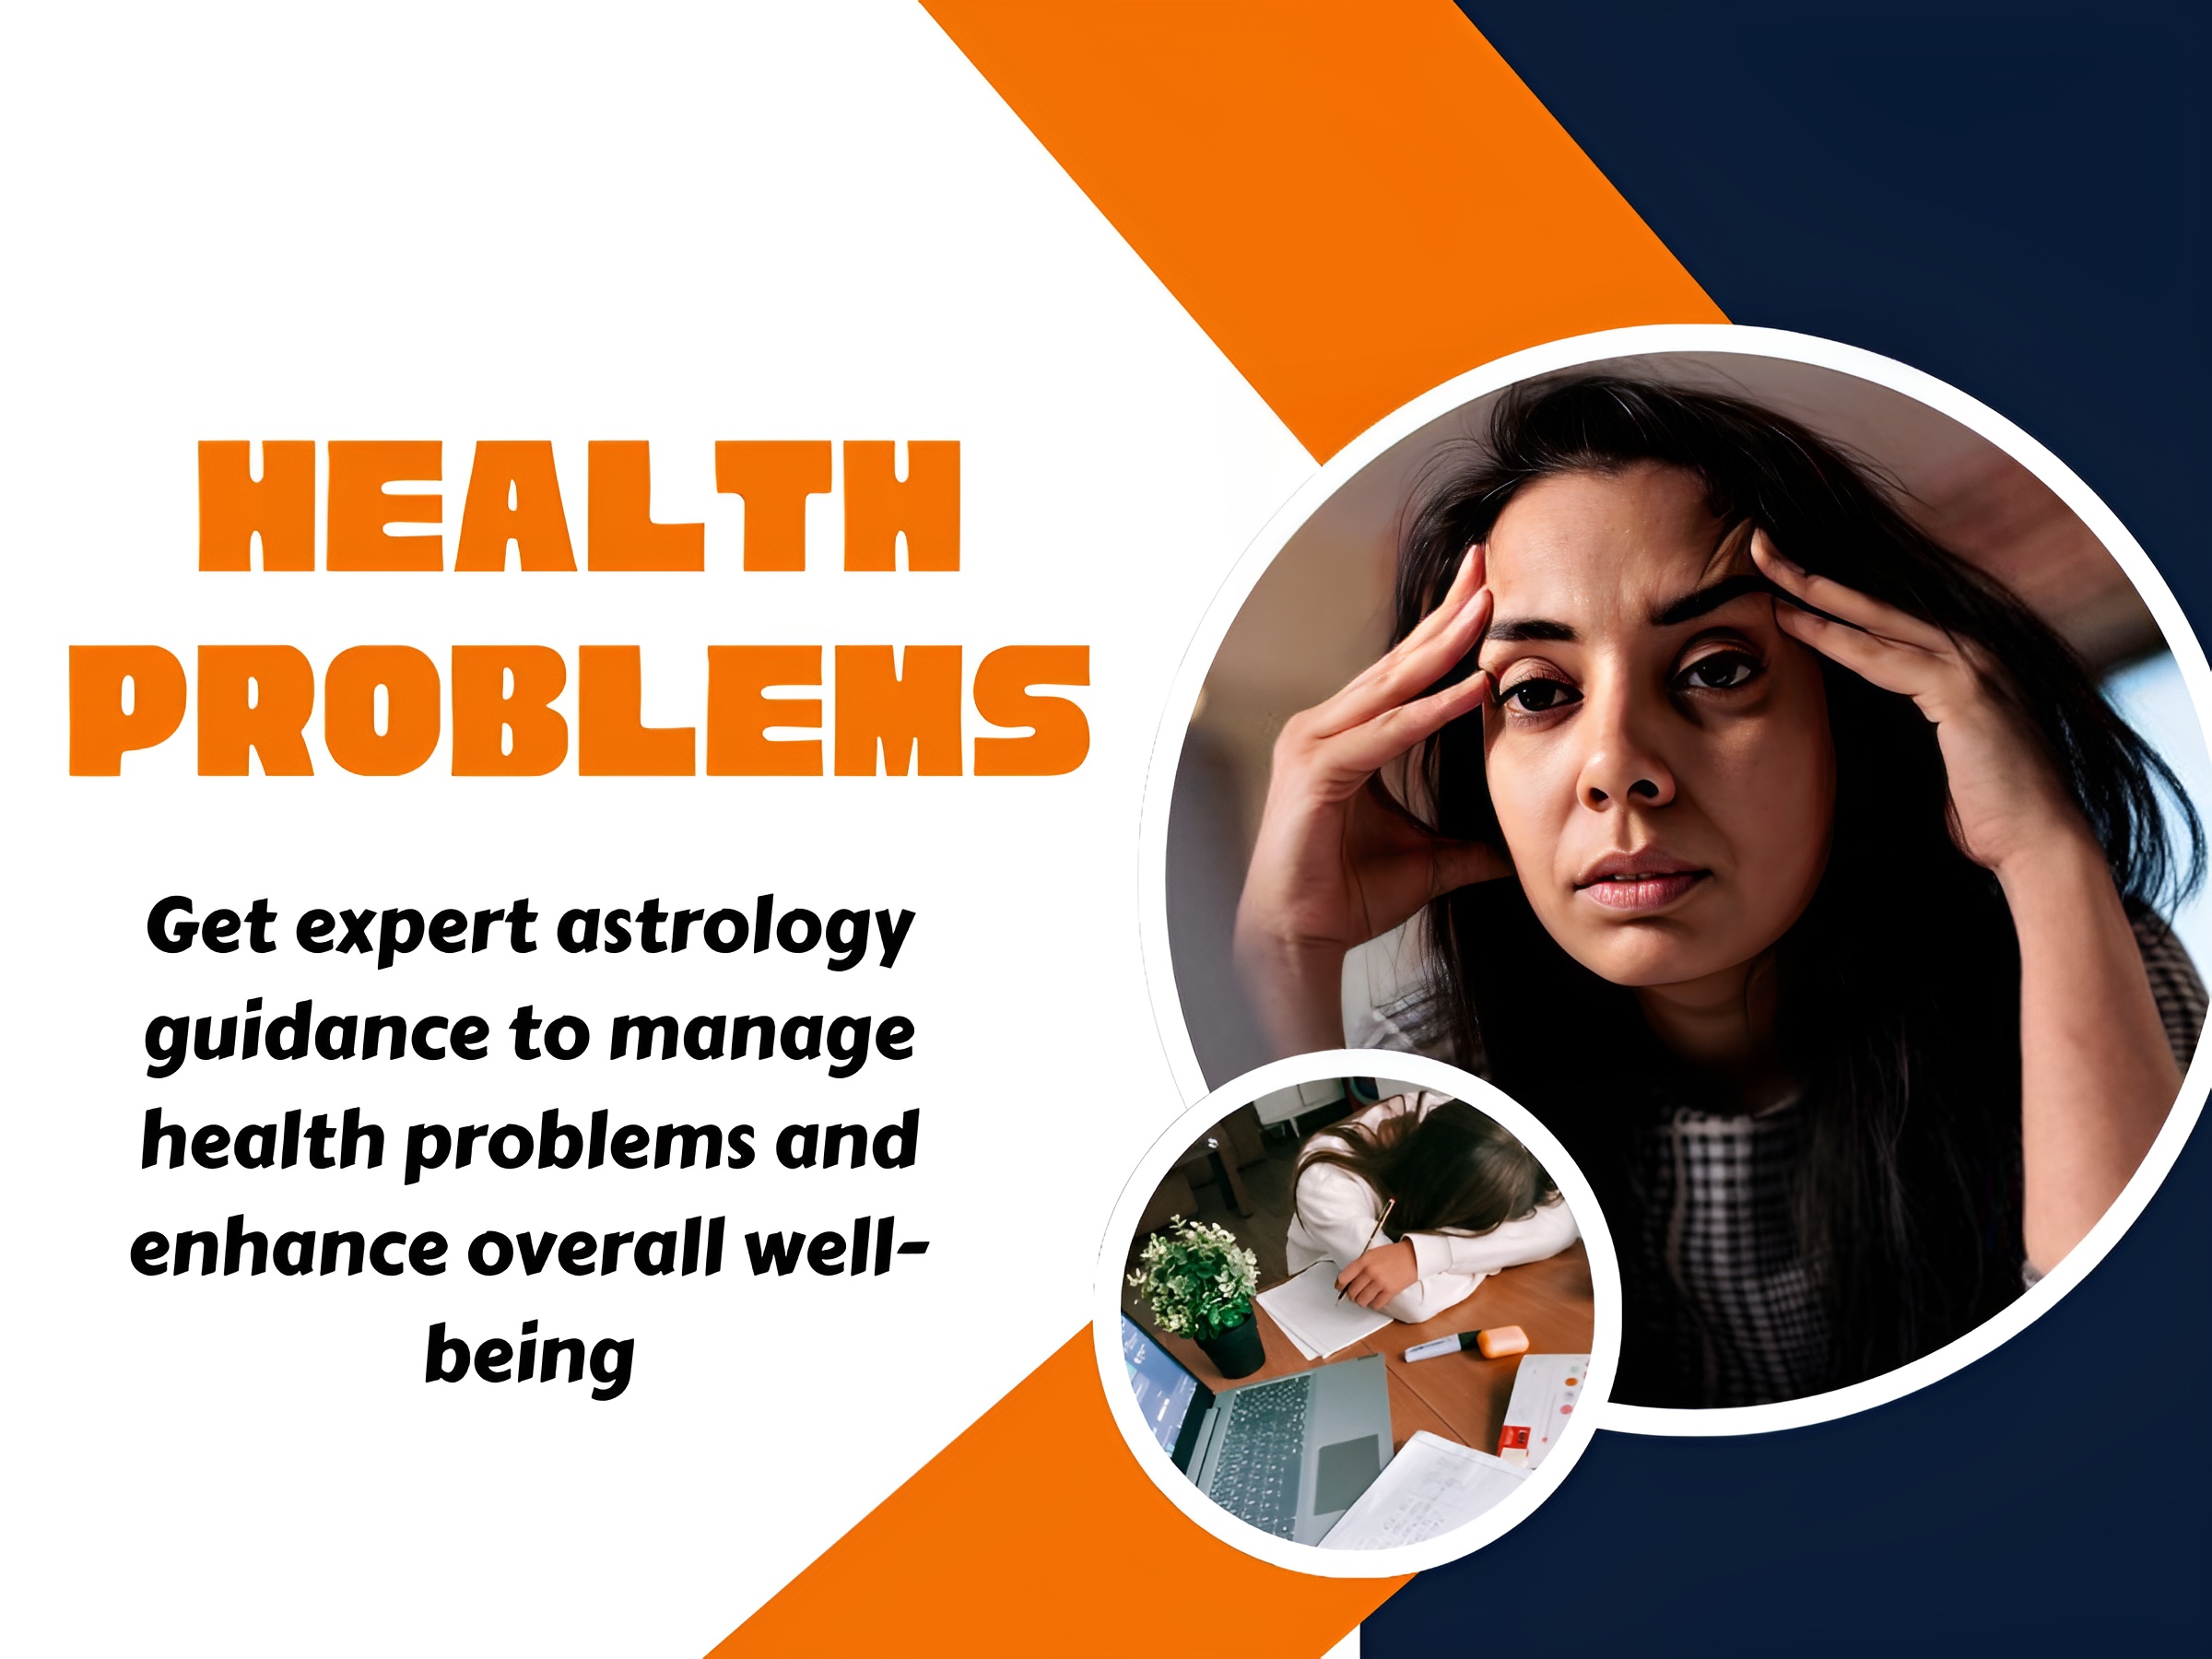 HEALTH
PROBLEMS
Get expert astrology
guidance to manage
health problems and
enhance overall well-
being